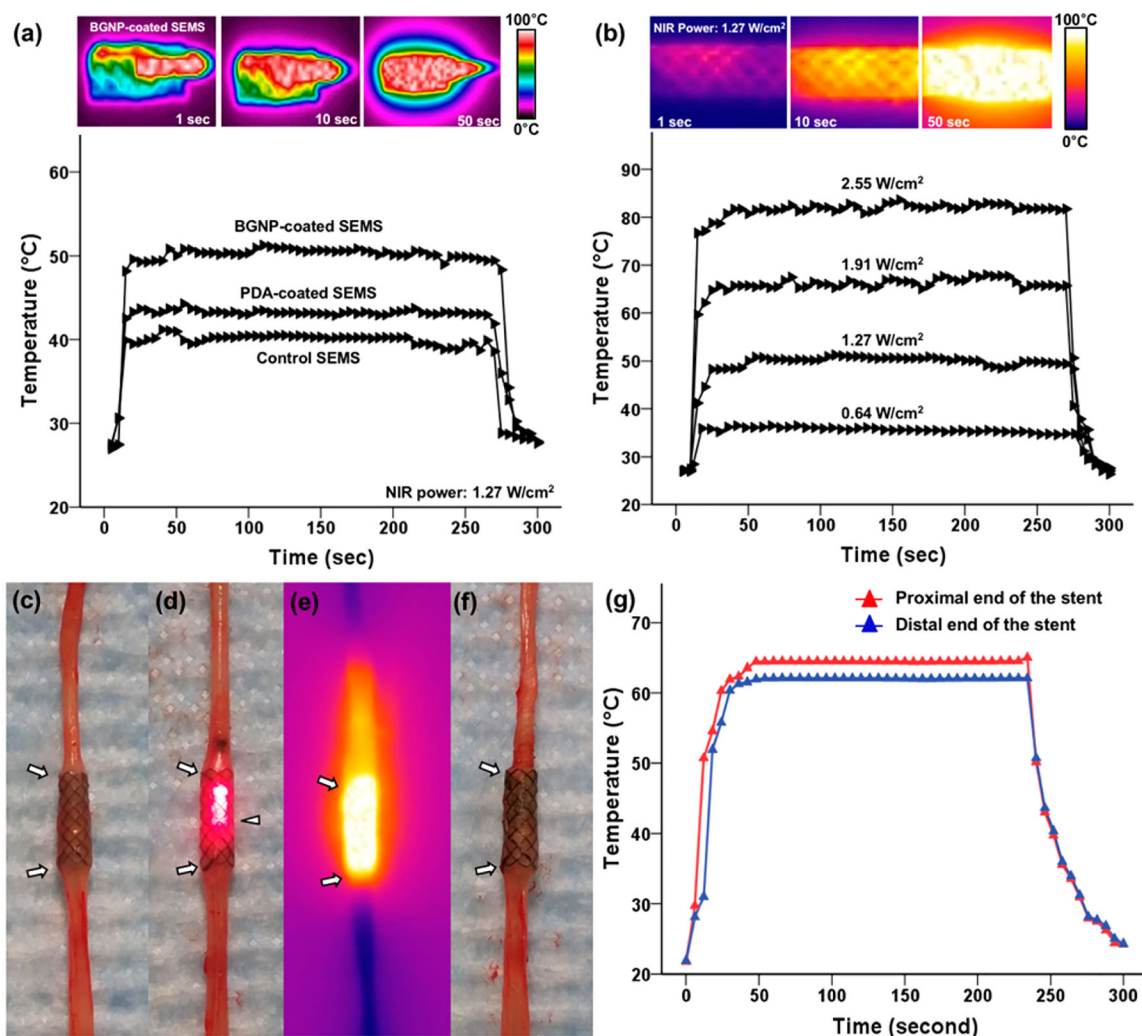 (a)
BGNP-coated SEMS
1 sec
10 sec
50 sec
100°C
0°C
Temperature (°C)
60
50
40
30
20
BGNP-coated SEMS
PDA-coated SEMS
Control SEMS
NIR power: 1.27 W/cm²
0
50
100
150
200
250
300
Time (sec)
(b)
NIR Power: 1.27 W/cm²
1 sec
10 sec
50 sec
100°C
0°C
Temperature (°C)
90
80
70
60
50
40
30
20
2.55 W/cm²
1.91 W/cm²
1.27 W/cm²
0.64 W/cm²
0
50
100
150
200
250
300
Time (sec)
(c)
(d)
(e)
(f)
(g)
Proximal end of the stent
Distal end of the stent
Temperature (°C)
70
60
50
40
30
20
0
50
100
150
200
250
300
Time (second)